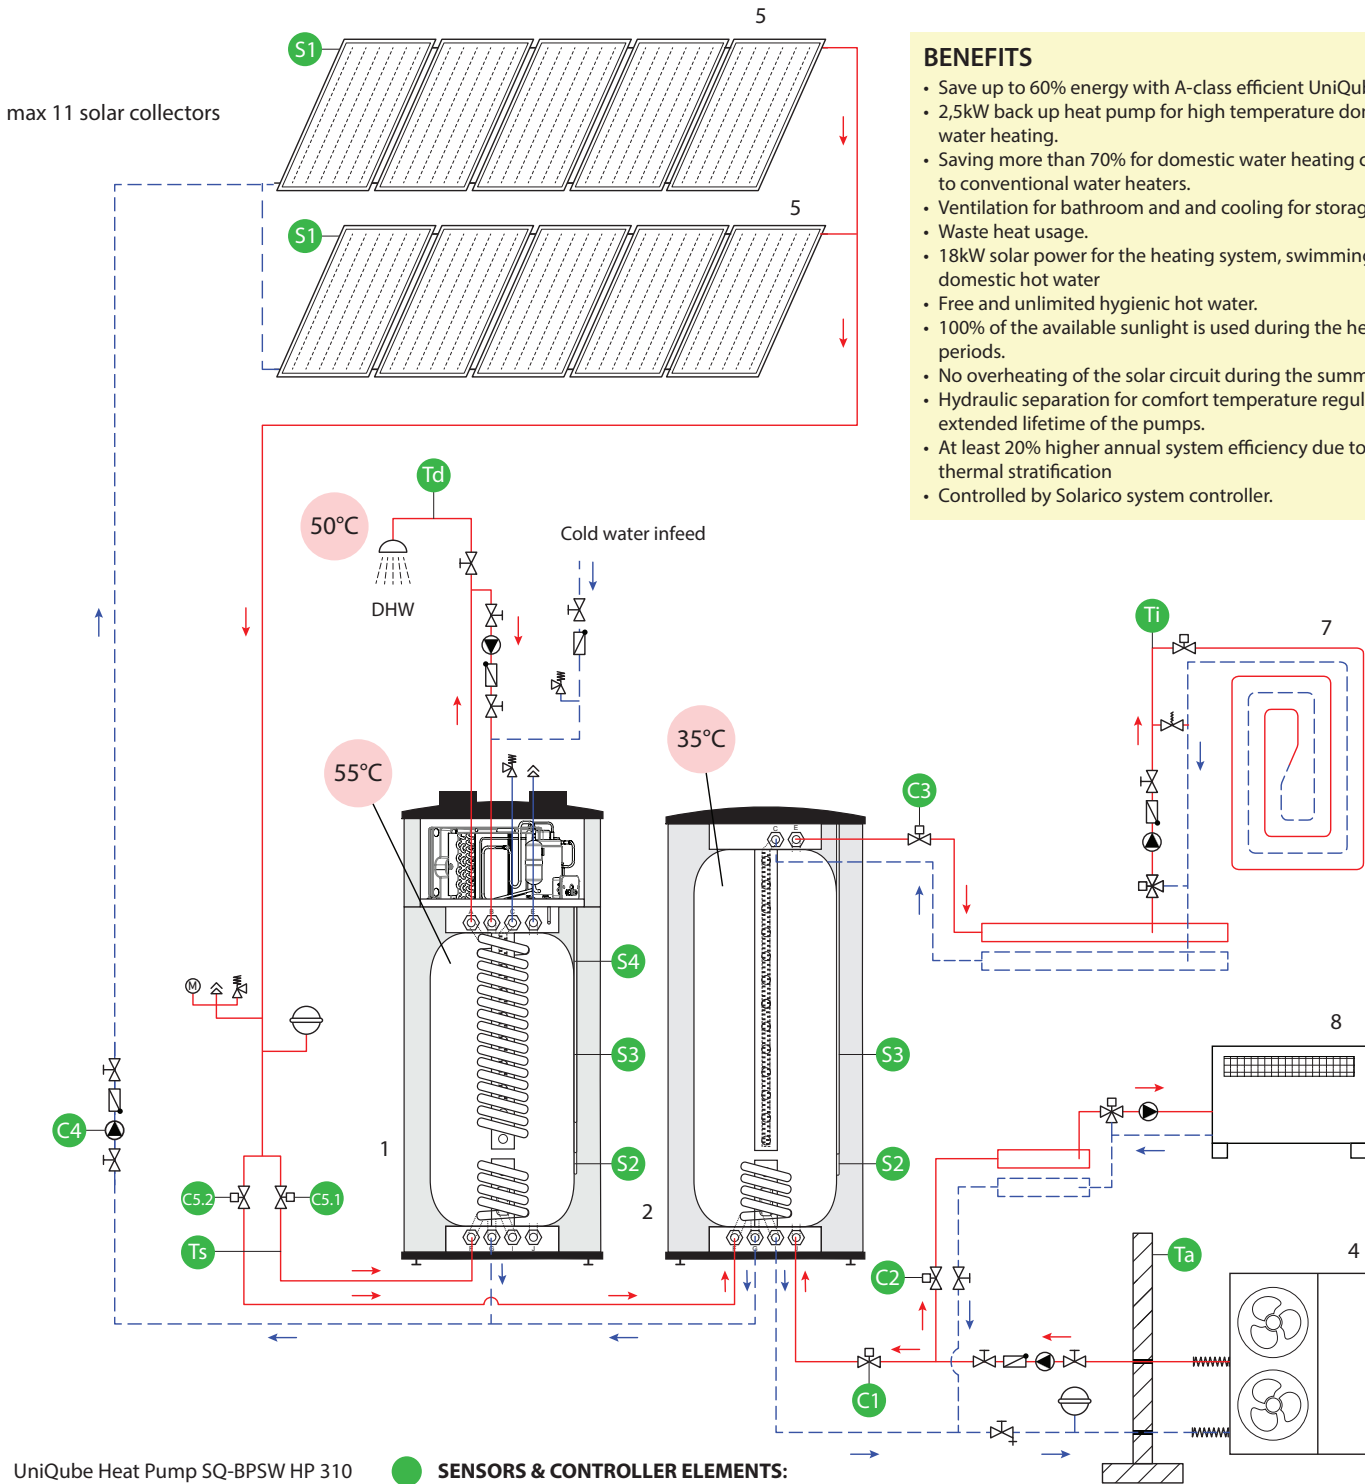 5
S1
max 11 solar collectors
5
S1
BENEFITS
• Save up to 60% energy with A-class efficient
• 2,5kW back up heat pump for high temperature
water heating.
• Saving more than 70% for domestic water heating
to conventional water heaters.
• Ventilation for bathroom and and cooling for
• Waste heat usage.
• 18kW solar power for the heating system,
domestic hot water
• Free and unlimited hygienic hot water.
• 100% of the available sunlight is used during the
periods.
• No overheating of the solar circuit during the
• Hydraulic separation for comfort temperature
extended lifetime of the pumps.
• At least 20% higher annual system efficiency due to
thermal stratification
• Controlled by Solarico system controller.
Td
50°C
DHW
Cold water infeed
Ti
7
35°C
55°C
C3
C E
A B C E
S4
M
S3
S3
8
C4
1
S2
S2
C5.2
C5.1
2
Ts
F G I J
C2
Ta
4
C1
UniQube Heat Pump SQ-BPSW HP 310
SENSORS & CONTROLLER ELEMENTS: